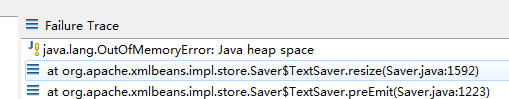 Failure Trace
java.lang.OutOfMemoryError: Java heap space
at org.apache.xmlbeans.impl.store.Saver$TextSaver.resize(Saver.java:1592)
at org.apache.xmlbeans.impl.store.Saver$TextSaver.preEmit(Saver.java:1223)